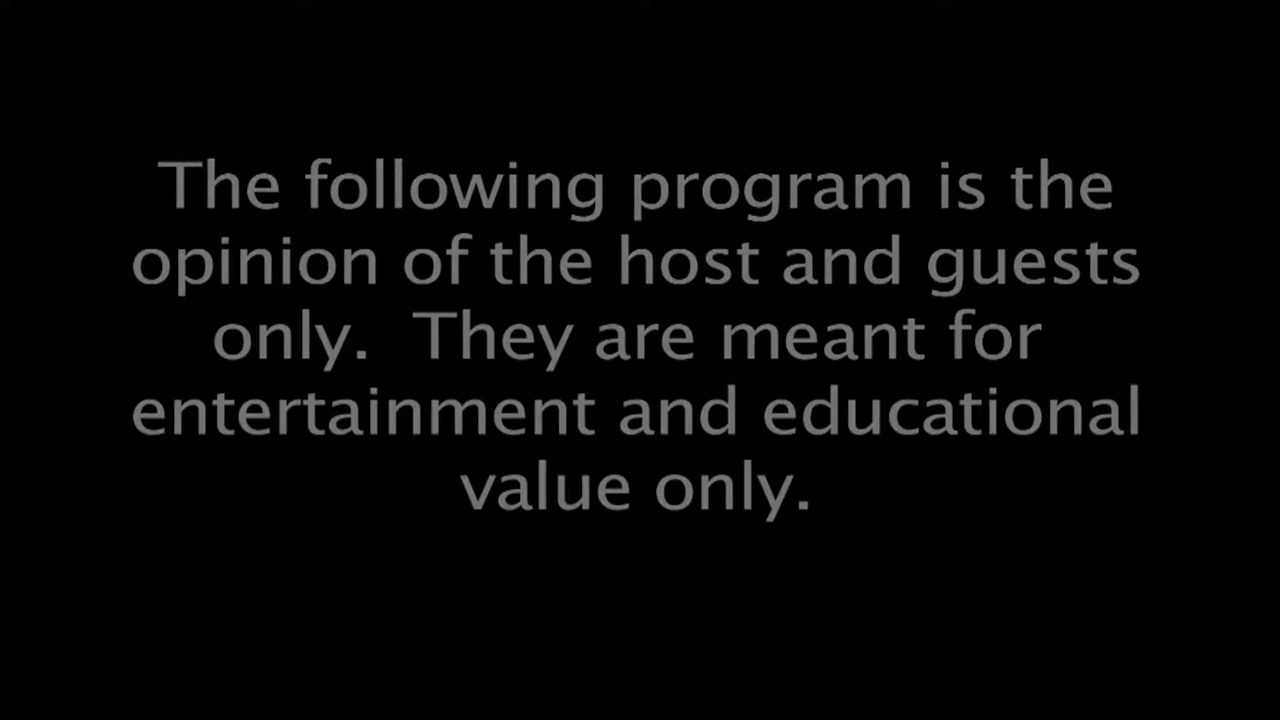 The following program is the
opinion of the host and guests
only.  They are meant for
entertainment and educational
value only.